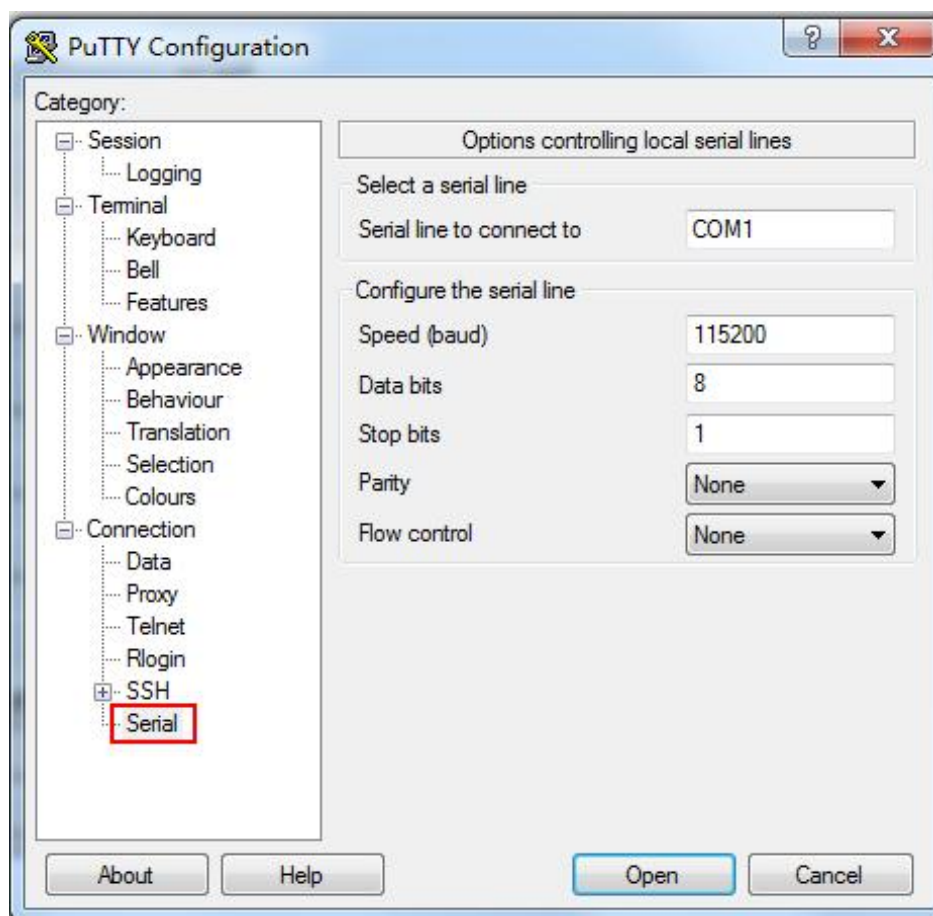 PuTTY Configuration
Category:
Session
Logging
Terminal
Keyboard
Bell
Features
Window
Appearance
Behaviour
Translation
Selection
Colours
Connection
Data
Proxy
Telnet
Rlogin
SSH
Serial
Options controlling local serial lines
Select a serial line
Serial line to connect to COM1
Configure the serial line
Speed (baud) 115200
Data bits 8
Stop bits 1
Parity None
Flow control None
About Help Open Cancel